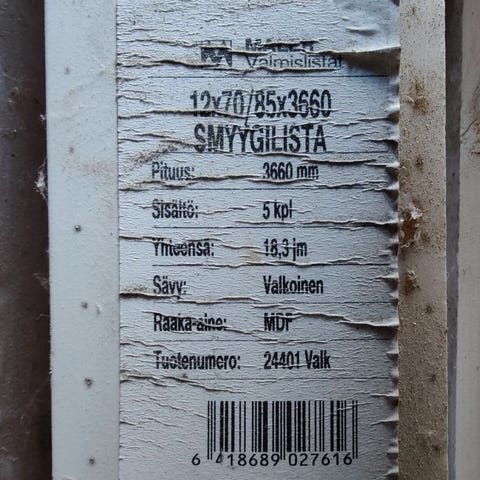 Valmislistat
12x70/85x3660
SMYYGILISTA
Pituus: 3660 mm
Sisältö: 5 kpl
Yhteensä: 18,3 jm
Sävy: Valkoinen
Raaka-aine: MDF
Tuotenumero: 24401 Valk
6 418689 027616